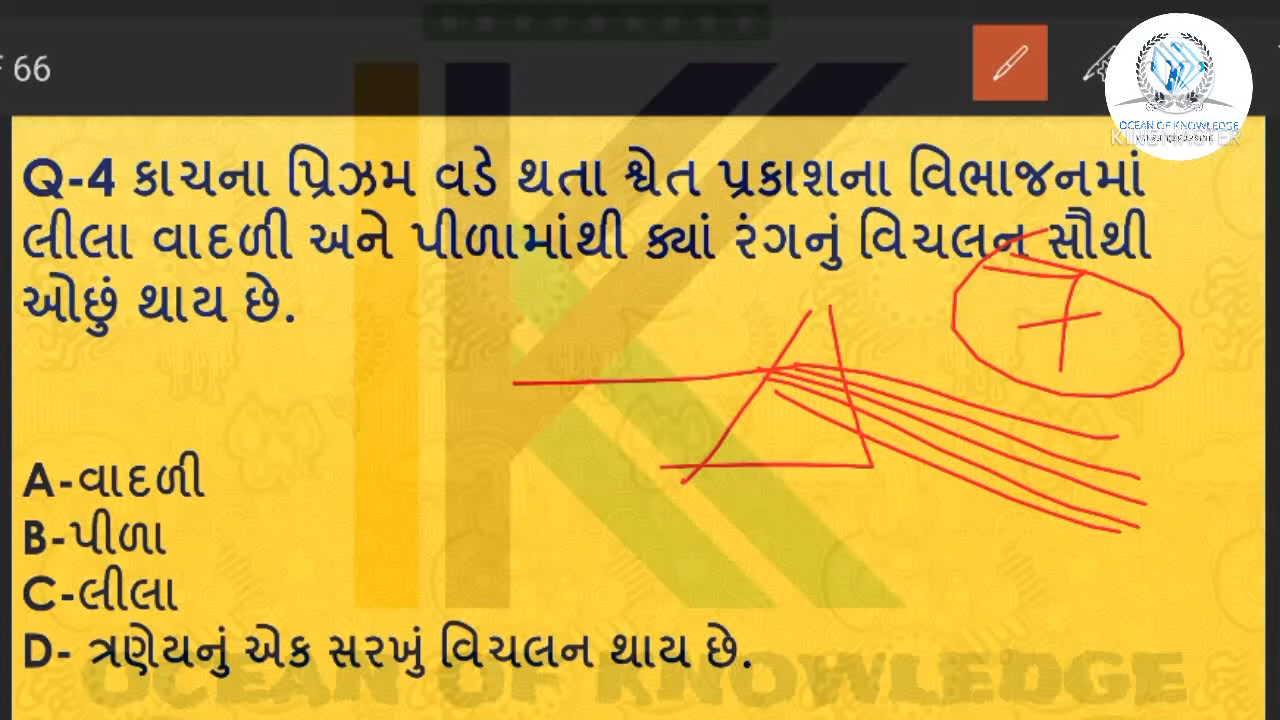 66
OCEAN OF KNOWLEDGE
KINEMASTER
Q-4 કાચના પ્રિઝમ વડે થતા શ્વેત પ્રકાશના વિભાજનમાં
લીલા વાદળી અને પીળામાંથી ક્યાં રંગનું વિચલન સૌથી
ઓછું થાય છે.
A-વાદળી
B-પીળા
C-લીલા
D- ત્રણેયનું એક સરખું વિચલન થાય છે.
OCEAN OF KNOWLEDGE